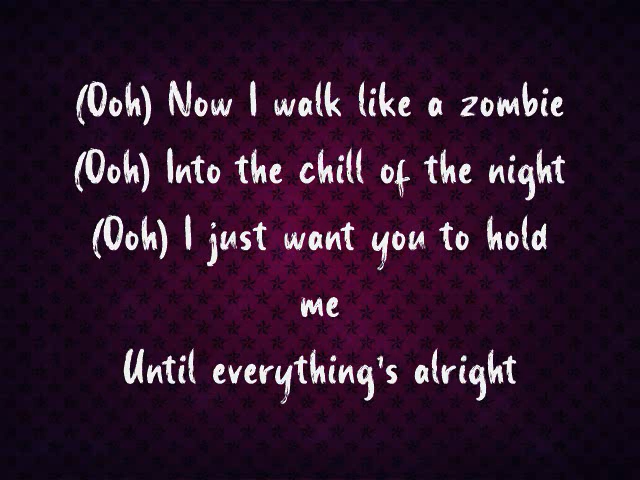 (Ooh) Now I walk like a zombie
(Ooh) Into the chill of the night
(Ooh) I just want you to hold
me
Until everything's alright